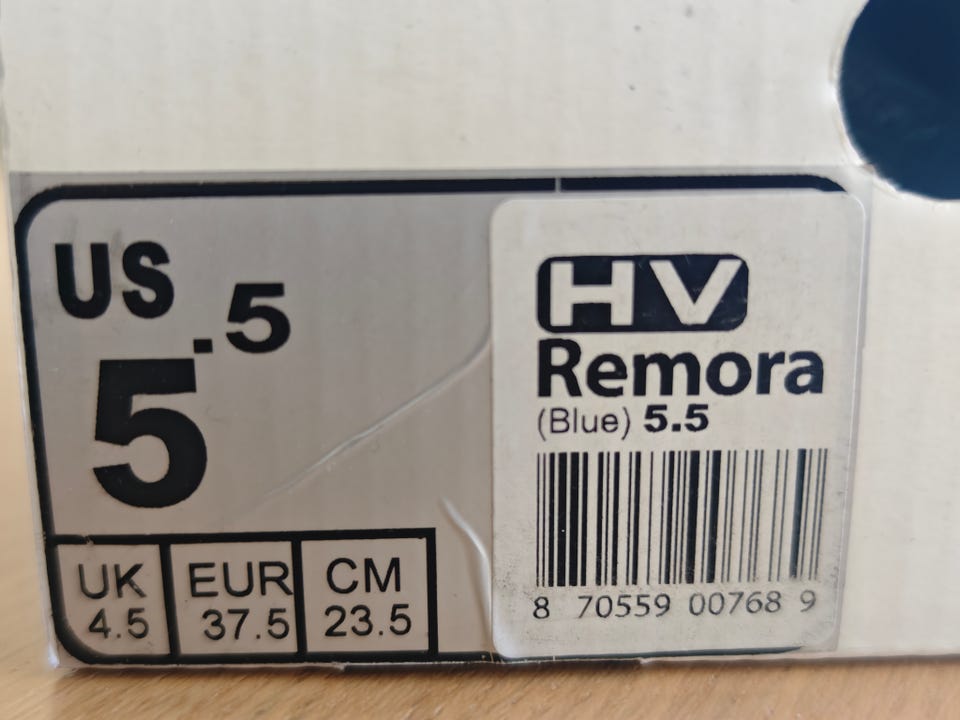 US
5.5
UK
4.5
EUR
37.5
CM
23.5
HV
Remora
(Blue) 5.5
8 70559 00768 9